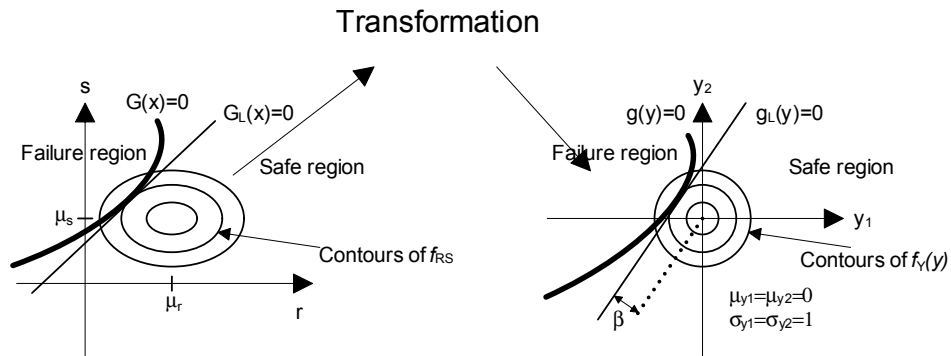 Transformation
s
G(x)=0
G_L(x)=0
Failure region
Safe region
μ_s
Contours of f_RS
μ_r
r
y_2
g(y)=0
g_L(y)=0
Failure region
Safe region
y_1
Contours of f_Y(y)
β
μ_y1=μ_y2=0
σ_y1=σ_y2=1